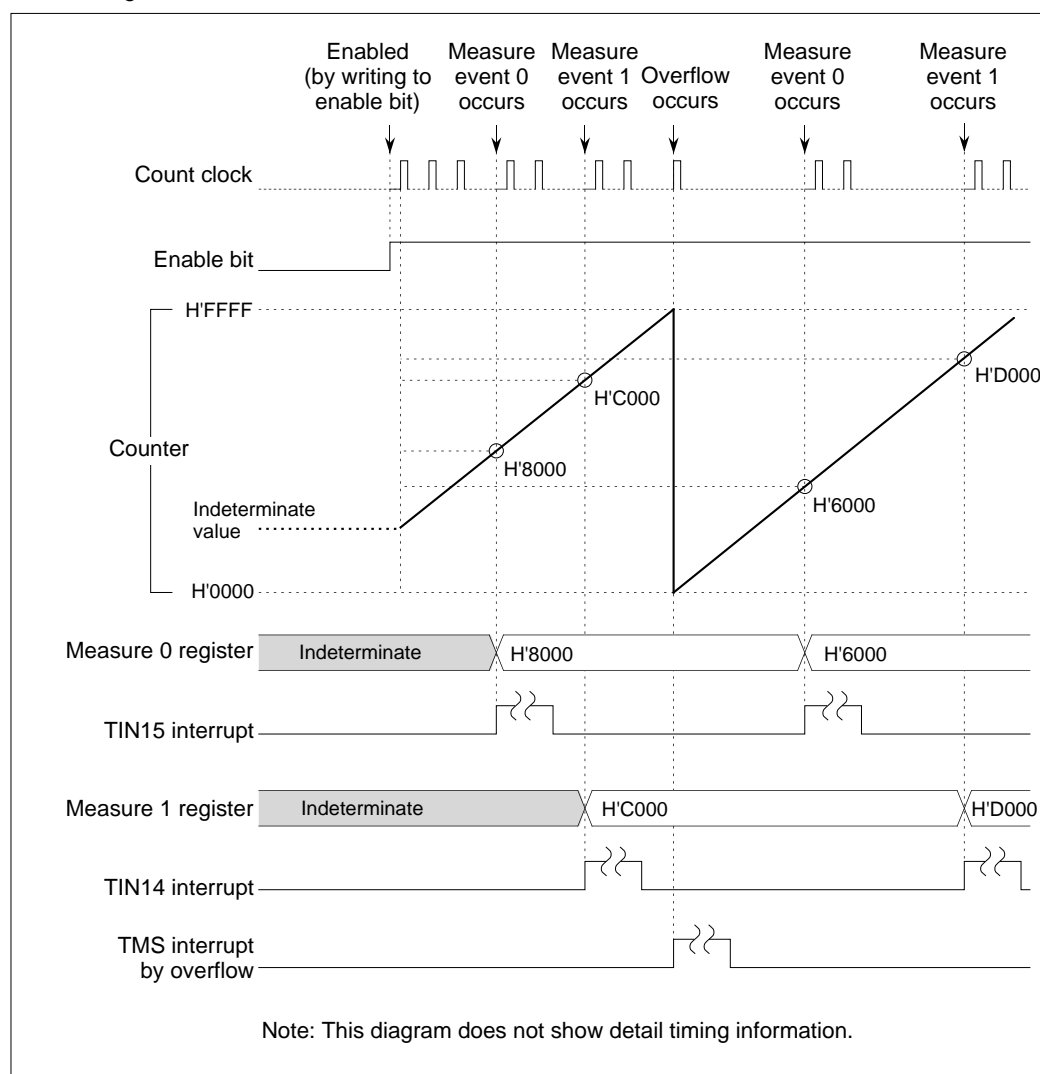 Enabled
(by writing to
enable bit)
Measure
event 0
occurs
Measure
event 1
occurs
Overflow
occurs
Measure
event 0
occurs
Measure
event 1
occurs
Count clock
Enable bit
H'FFFF
H'D000
H'C000
Counter
H'8000
H'6000
Indeterminate
value
H'0000
Measure 0 register
Indeterminate
H'8000
H'6000
TIN15 interrupt
Measure 1 register
Indeterminate
H'C000
H'D000
TIN14 interrupt
TMS interrupt
by overflow
Note: This diagram does not show detail timing information.